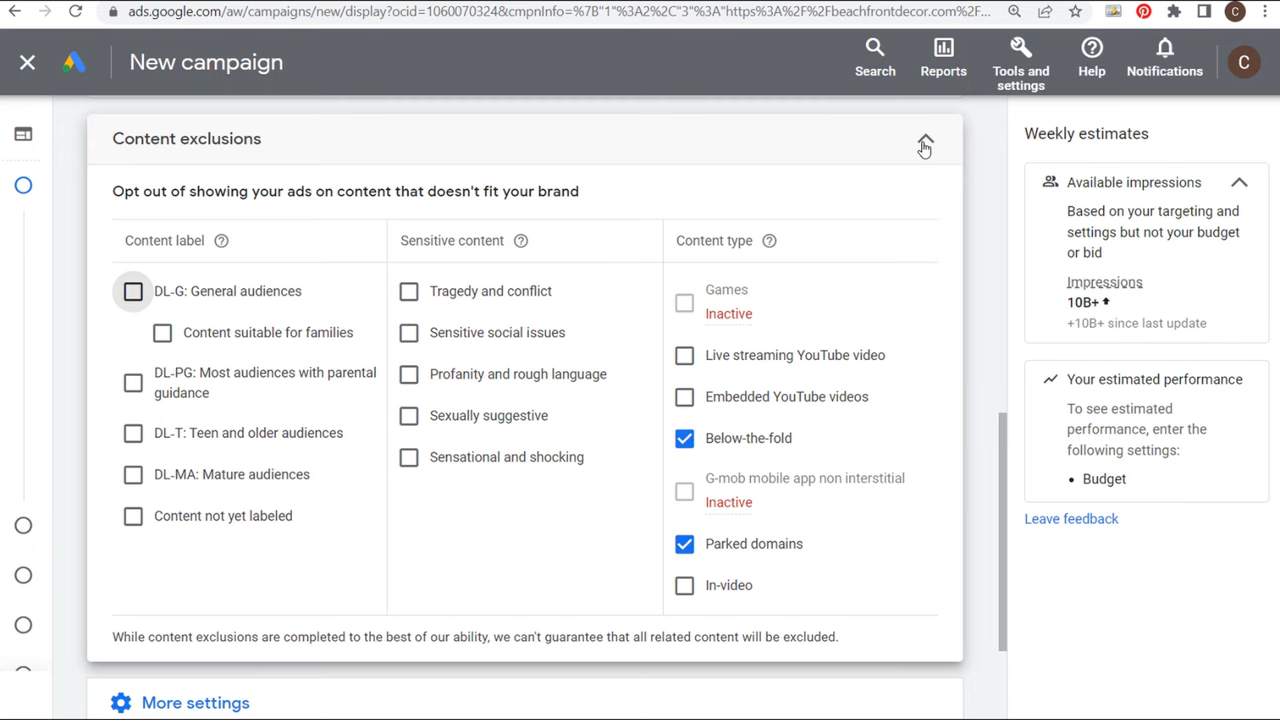 ads.google.com/aw/campaigns/new/display?ocid=1060070324&cmpnInfo=%7B"1"%3A2%2C"3"%3A"https%3A%2F%2Fbeachfrontdecor.com%2F...
C
New campaign
Search
Reports
Tools and
settings
Help
Notifications
C
Content exclusions
Opt out of showing your ads on content that doesn't fit your brand
Content label
DL-G: General audiences
Content suitable for families
DL-PG: Most audiences with parental
guidance
DL-T: Teen and older audiences
DL-MA: Mature audiences
Content not yet labeled
Sensitive content
Tragedy and conflict
Sensitive social issues
Profanity and rough language
Sexually suggestive
Sensational and shocking
Content type
Games
Inactive
Live streaming YouTube video
Embedded YouTube videos
Below-the-fold
G-mob mobile app non interstitial
Inactive
Parked domains
In-video
While content exclusions are completed to the best of our ability, we can't guarantee that all related content will be excluded.
More settings
Weekly estimates
Available impressions
Based on your targeting and
settings but not your budget
or bid
Impressions
10B+
+10B+ since last update
Your estimated performance
To see estimated
performance, enter the
following settings:
• Budget
Leave feedback